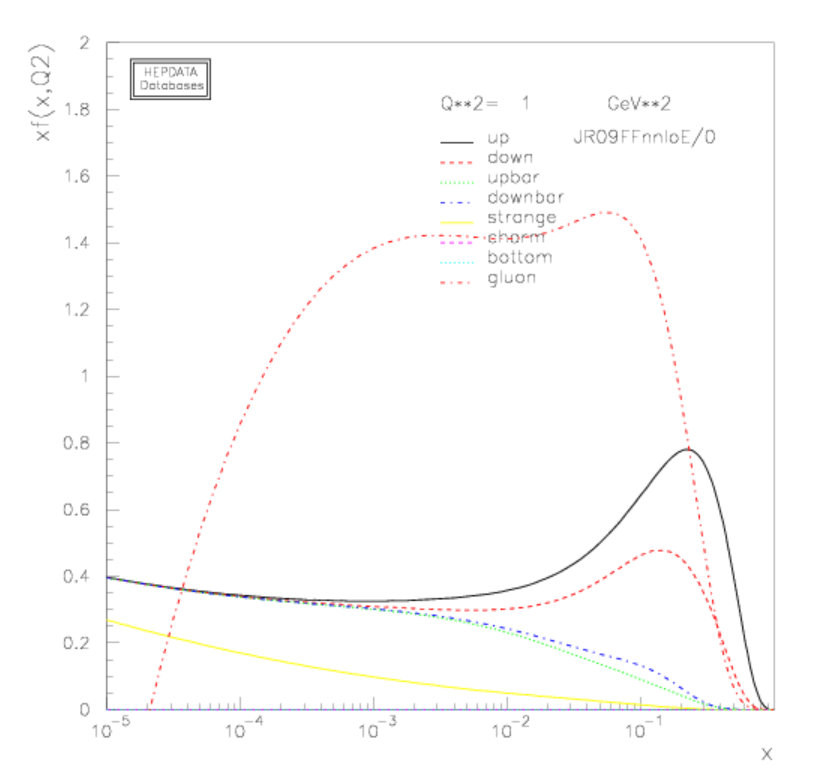 xf(x,Q2)
HEPDATA
Databases
Q**2= 1 GeV**2
up JR09FFnnloE/0
down
upbar
downbar
strange
charm
bottom
gluon
2
1.8
1.6
1.4
1.2
1
0.8
0.6
0.4
0.2
0
10⁻⁵ 10⁻⁴ 10⁻³ 10⁻² 10⁻¹
x